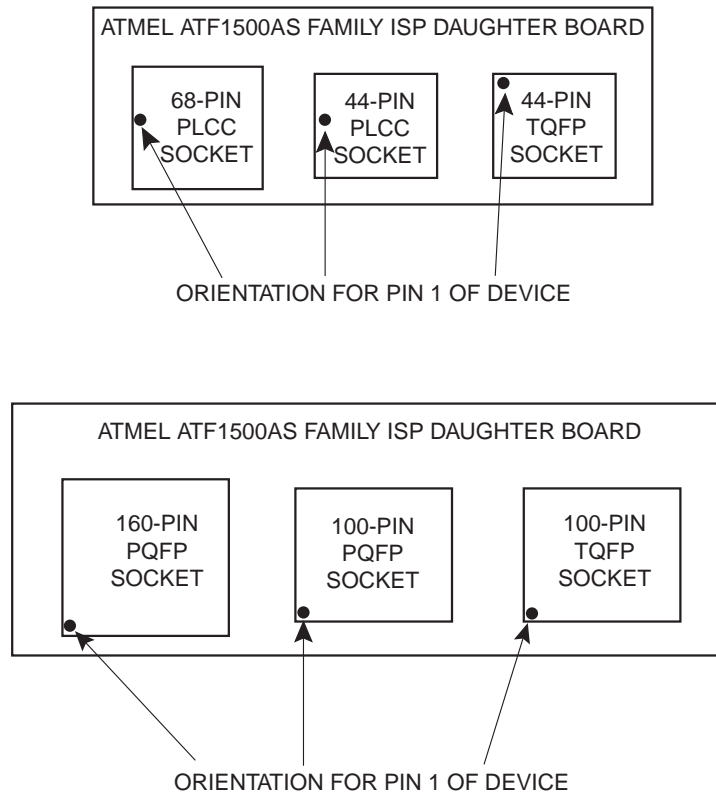 ATMEL ATF1500AS FAMILY ISP DAUGHTER BOARD
68-PIN
PLCC
SOCKET
44-PIN
PLCC
SOCKET
44-PIN
TQFP
SOCKET
ORIENTATION FOR PIN 1 OF DEVICE
ATMEL ATF1500AS FAMILY ISP DAUGHTER BOARD
160-PIN
PQFP
SOCKET
100-PIN
PQFP
SOCKET
100-PIN
TQFP
SOCKET
ORIENTATION FOR PIN 1 OF DEVICE